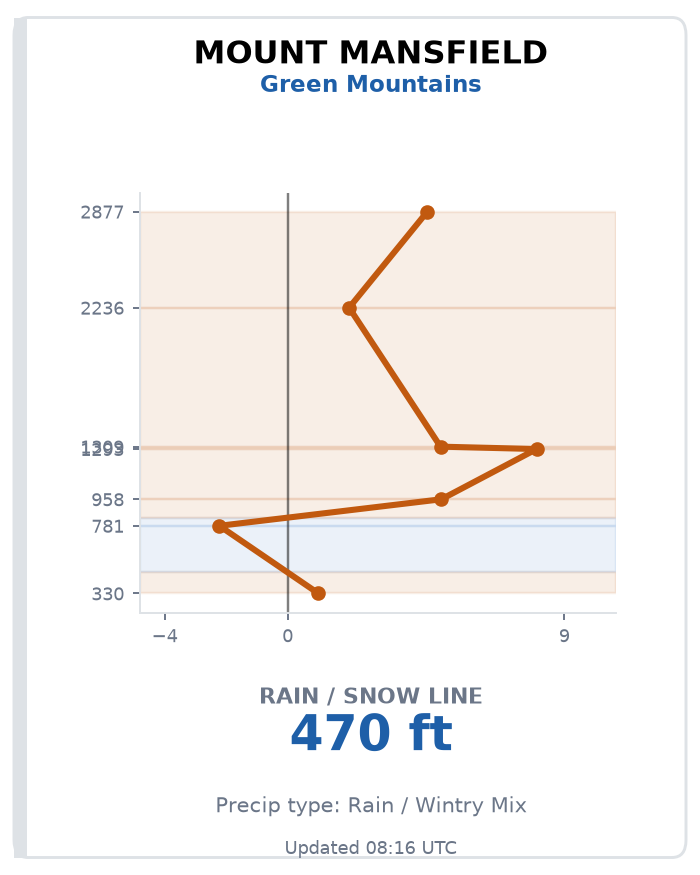 MOUNT MANSFIELD
Green Mountains
2877
2236
958
781
330
−4 0 9
RAIN / SNOW LINE
470 ft
Precip type: Rain / Wintry Mix
Updated 08:16 UTC